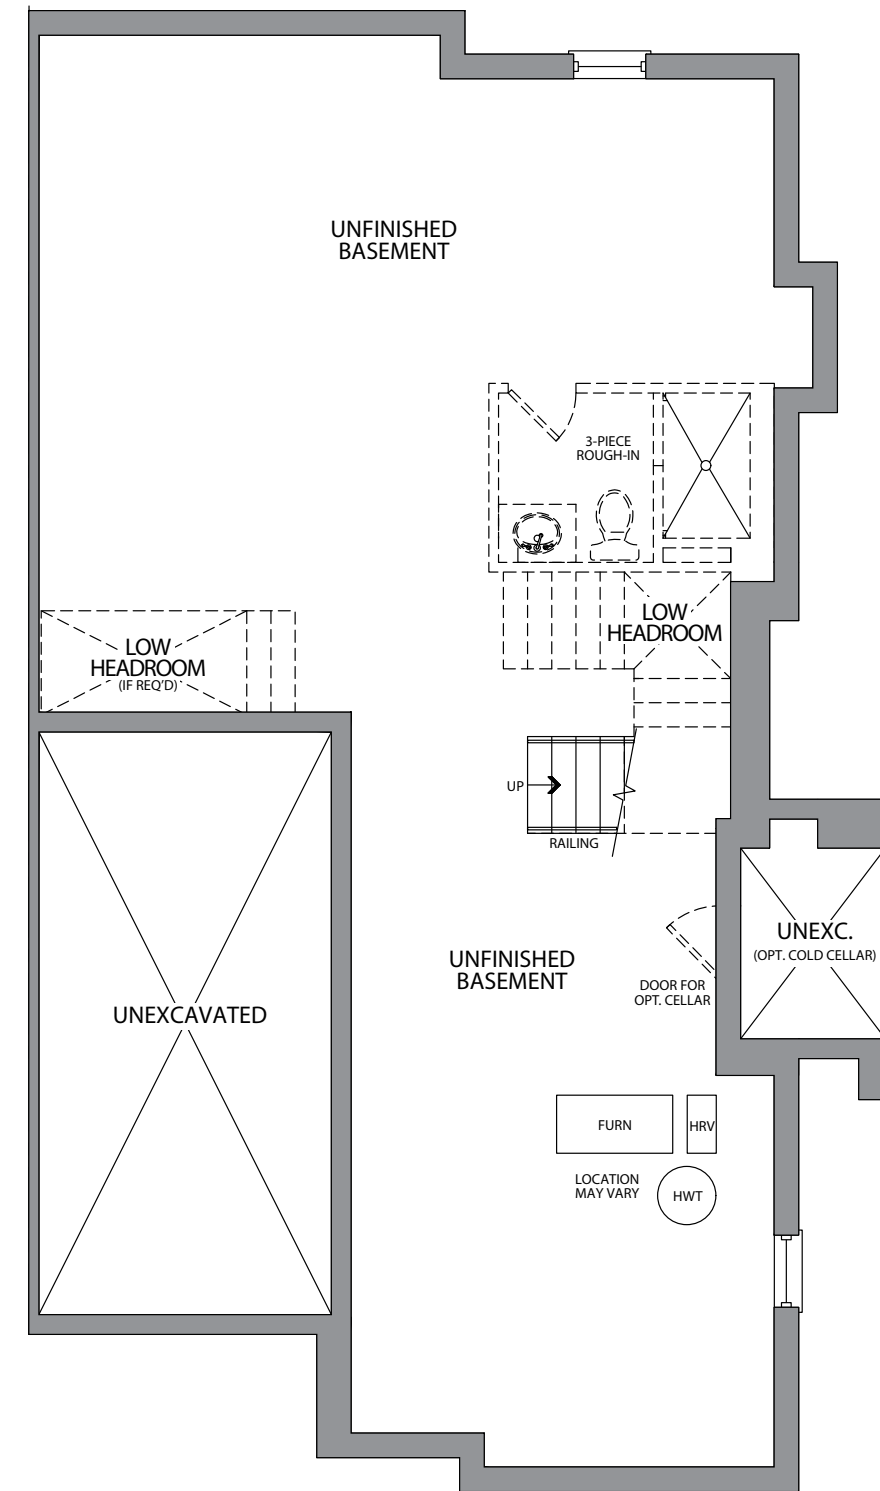 UNFINISHED
BASEMENT
3-PIECE
ROUGH-IN
LOW
HEADROOM
LOW
HEADROOM
(IF REQ'D)
UP
RAILING
UNEXC.
(OPT. COLD CELLAR)
UNFINISHED
BASEMENT
DOOR FOR
OPT. CELLAR
UNEXCAVATED
FURN
HRV
LOCATION
MAY VARY
HWT